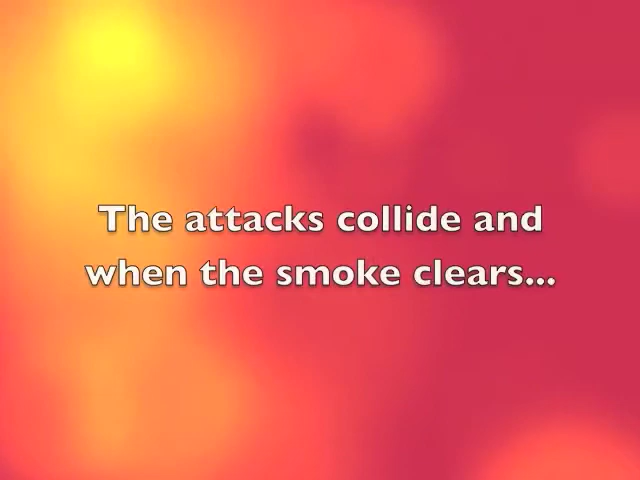 The attacks collide and
when the smoke clears...